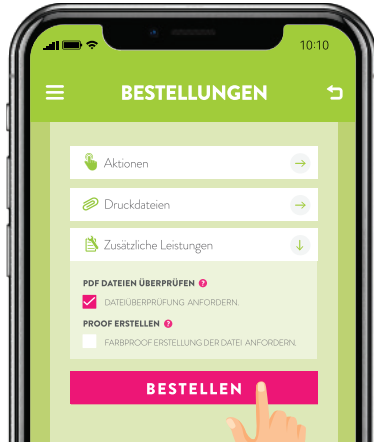 10:10
BESTELLUNGEN
Aktionen
Druckdateien
Zusätzliche Leistungen
PDF DATEIEN ÜBERPRÜFEN ?
DATEIÜBERPRÜFUNG ANFORDERN.
PROOF ERSTELLEN ?
FARBPROOF ERSTELLUNG DER DATEI ANFORDERN.
BESTELLEN